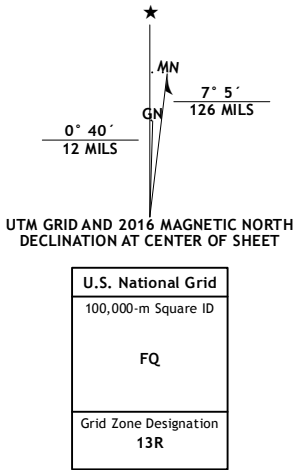 ★
MN
7° 5´
126 MILS
GN
0° 40´
12 MILS
UTM GRID AND 2016 MAGNETIC NORTH
DECLINATION AT CENTER OF SHEET
U.S. National Grid
100,000-m Square ID
FQ
Grid Zone Designation
13R